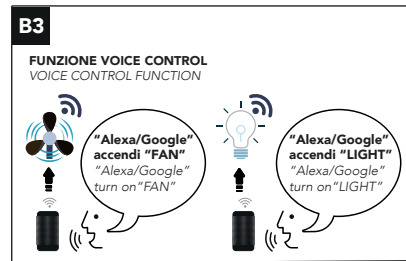 B3
FUNZIONE VOICE CONTROL
VOICE CONTROL FUNCTION
"Alexa/Google"
accendi "FAN"
"Alexa/Google"
turn on"FAN"
"Alexa/Google"
accendi "LIGHT"
"Alexa/Google"
turn on"LIGHT"